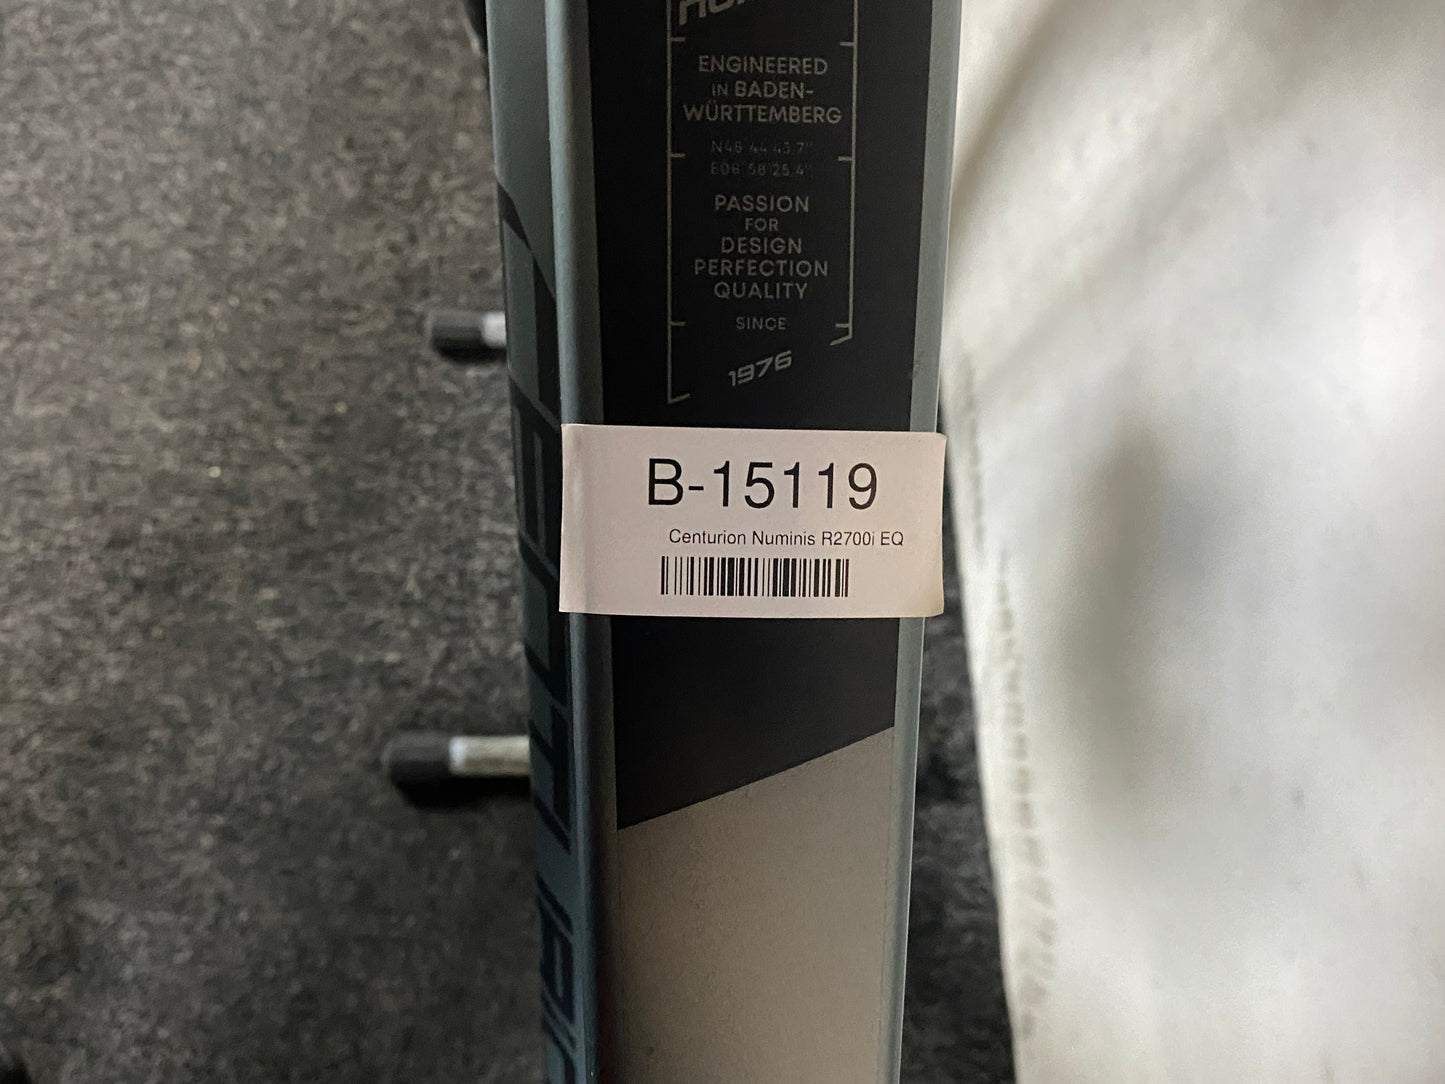 ENGINEERED
IN BADEN-
WÜRTTEMBERG
PASSION
FOR
DESIGN
PERFECTION
QUALITY
SINCE
1976
B-15119
Centurion Numinis R2700i EQ